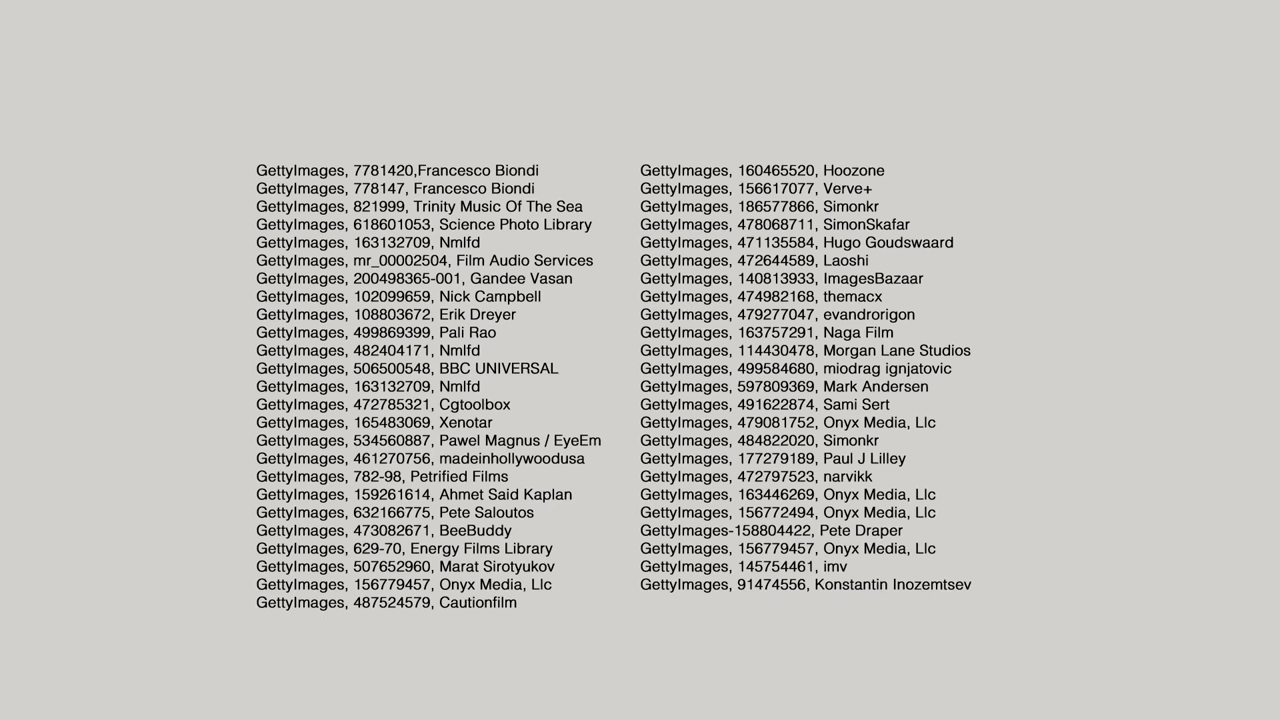 GettyImages, 7781420,Francesco Biondi
GettyImages, 778147, Francesco Biondi
GettyImages, 821999, Trinity Music Of The Sea
GettyImages, 618601053, Science Photo Library
GettyImages, 163132709, Nmlfd
GettyImages, mr_00002504, Film Audio Services
GettyImages, 200498365-001, Gandee Vasan
GettyImages, 102099659, Nick Campbell
GettyImages, 108803672, Erik Dreyer
GettyImages, 499869399, Pali Rao
GettyImages, 482404171, Nmlfd
GettyImages, 506500548, BBC UNIVERSAL
GettyImages, 163132709, Nmlfd
GettyImages, 472785321, Cgtoolbox
GettyImages, 165483069, Xenotar
GettyImages, 534560887, Pawel Magnus / EyeEm
GettyImages, 461270756, madeinhollywoodusa
GettyImages, 782-98, Petrified Films
GettyImages, 159261614, Ahmet Said Kaplan
GettyImages, 632166775, Pete Saloutos
GettyImages, 473082671, BeeBuddy
GettyImages, 629-70, Energy Films Library
GettyImages, 507652960, Marat Sirotyukov
GettyImages, 156779457, Onyx Media, Llc
GettyImages, 487524579, Cautionfilm
GettyImages, 160465520, Hoozone
GettyImages, 156617077, Verve+
GettyImages, 186577866, Simonkr
GettyImages, 478068711, SimonSkafar
GettyImages, 471135584, Hugo Goudswaard
GettyImages, 472644589, Laoshi
GettyImages, 140813933, ImagesBazaar
GettyImages, 474982168, themacx
GettyImages, 479277047, evandrorigon
GettyImages, 163757291, Naga Film
GettyImages, 114430478, Morgan Lane Studios
GettyImages, 499584680, miodrag ignjatovic
GettyImages, 597809369, Mark Andersen
GettyImages, 491622874, Sami Sert
GettyImages, 479081752, Onyx Media, Llc
GettyImages, 484822020, Simonkr
GettyImages, 177279189, Paul J Lilley
GettyImages, 472797523, narvikk
GettyImages, 163446269, Onyx Media, Llc
GettyImages, 156772494, Onyx Media, Llc
GettyImages-158804422, Pete Draper
GettyImages, 156779457, Onyx Media, Llc
GettyImages, 145754461, imv
GettyImages, 91474556, Konstantin Inozemtsev